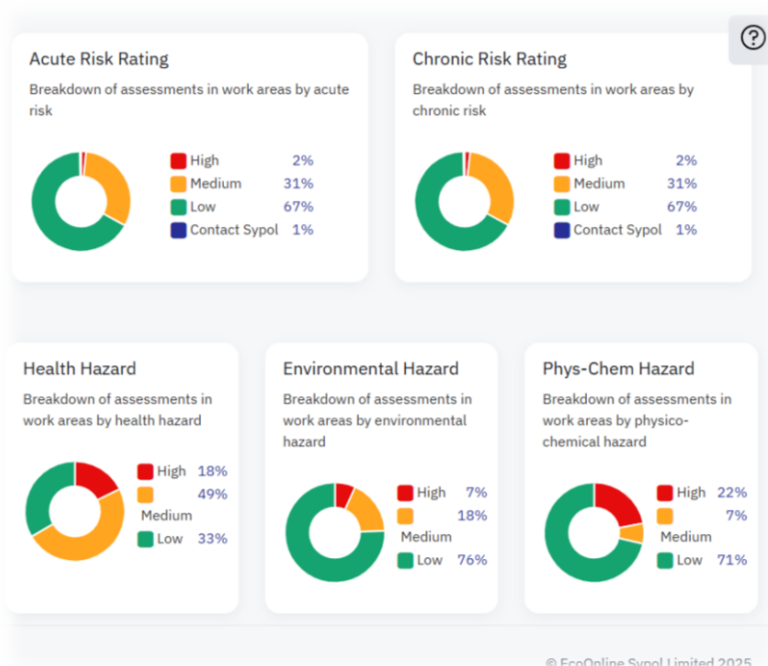 Acute Risk Rating
Breakdown of assessments in work areas by acute
risk
High 2%
Medium 31%
Low 67%
Contact Sypol 1%
Chronic Risk Rating
Breakdown of assessments in work areas by
chronic risk
High 2%
Medium 31%
Low 67%
Contact Sypol 1%
?
Health Hazard
Breakdown of assessments in
work areas by health hazard
High 18%
49%
Medium
Low 33%
Environmental Hazard
Breakdown of assessments in
work areas by environmental
hazard
High 7%
18%
Medium
Low 76%
Phys-Chem Hazard
Breakdown of assessments in
work areas by physico-
chemical hazard
High 22%
7%
Medium
Low 71%
© EcoOnline Sypol Limited 2025